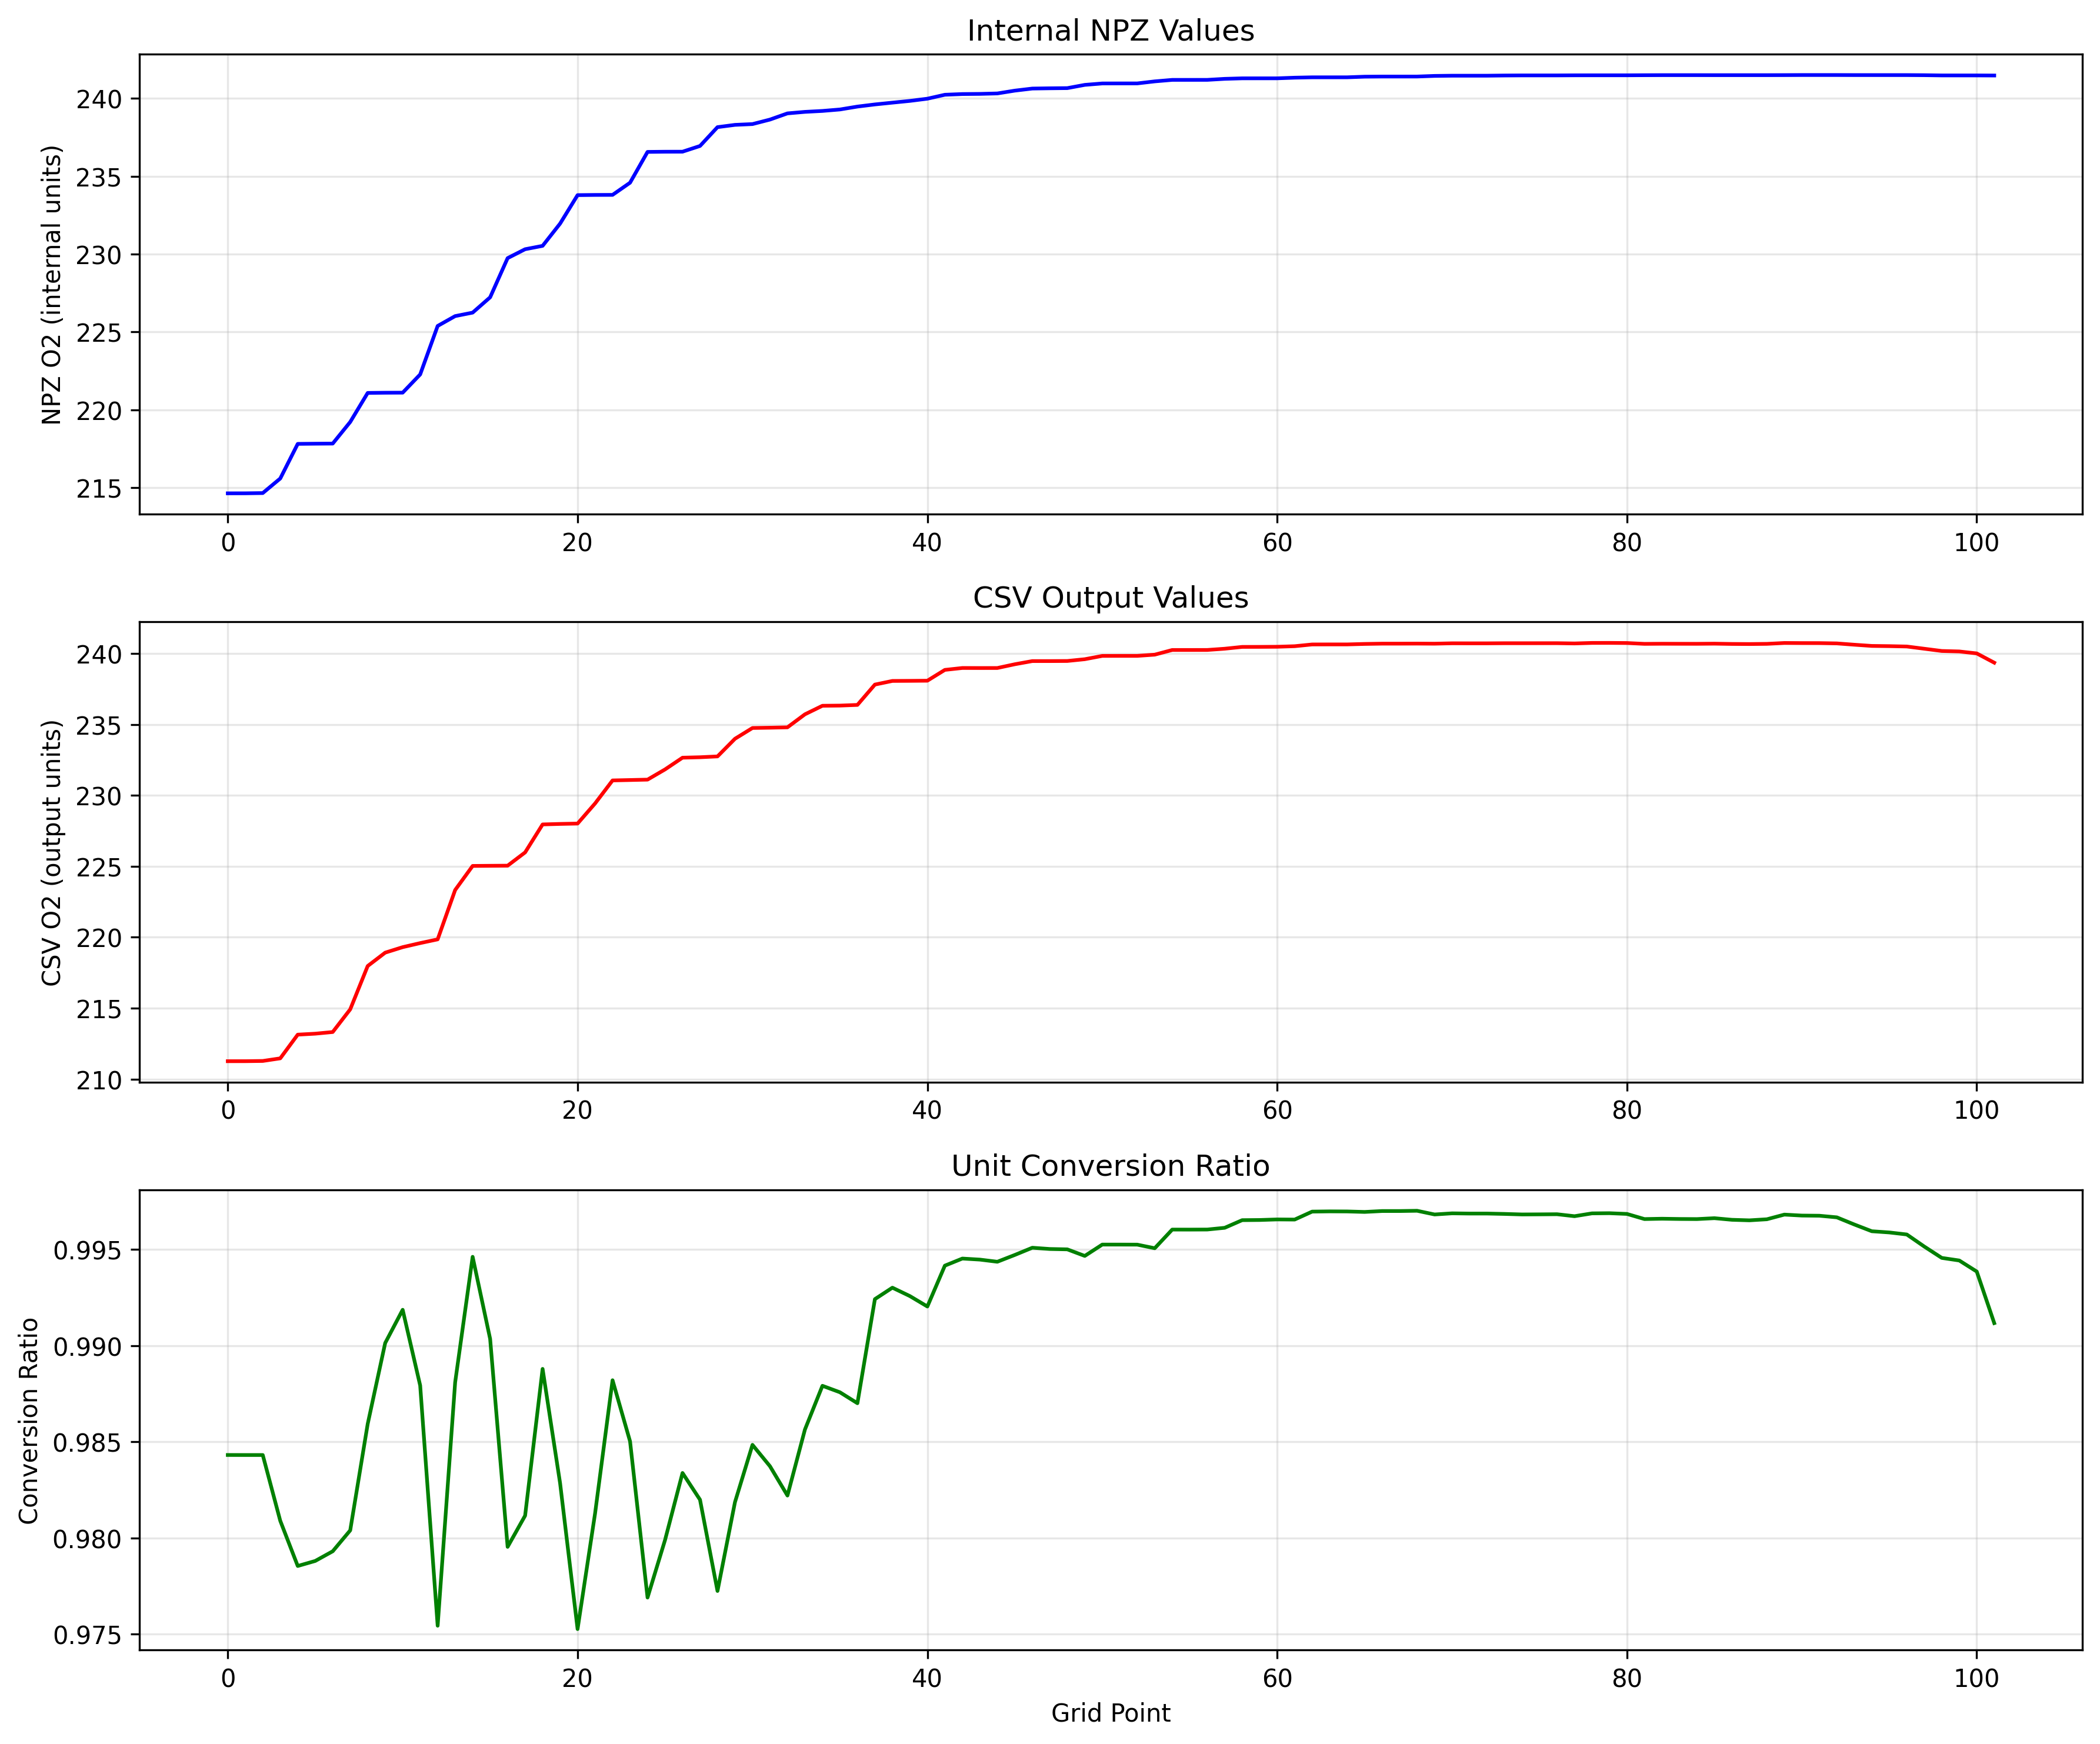 Internal NPZ Values
NPZ O2 (internal units)
240
235
230
225
220
215
0 20 40 60 80 100
CSV Output Values
CSV O2 (output units)
240
235
230
225
220
215
210
0 20 40 60 80 100
Unit Conversion Ratio
Conversion Ratio
0.995
0.990
0.985
0.980
0.975
0 20 40 60 80 100
Grid Point